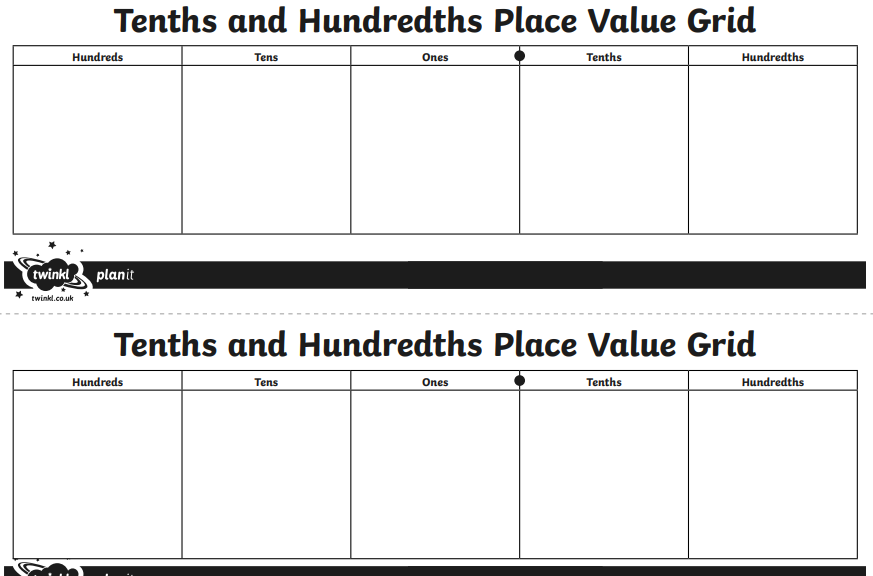 Tenths and Hundredths Place Value Grid
Hundreds Tens Ones Tenths Hundredths
twinkl planit
twinkl.co.uk
Tenths and Hundredths Place Value Grid
Hundreds Tens Ones Tenths Hundredths